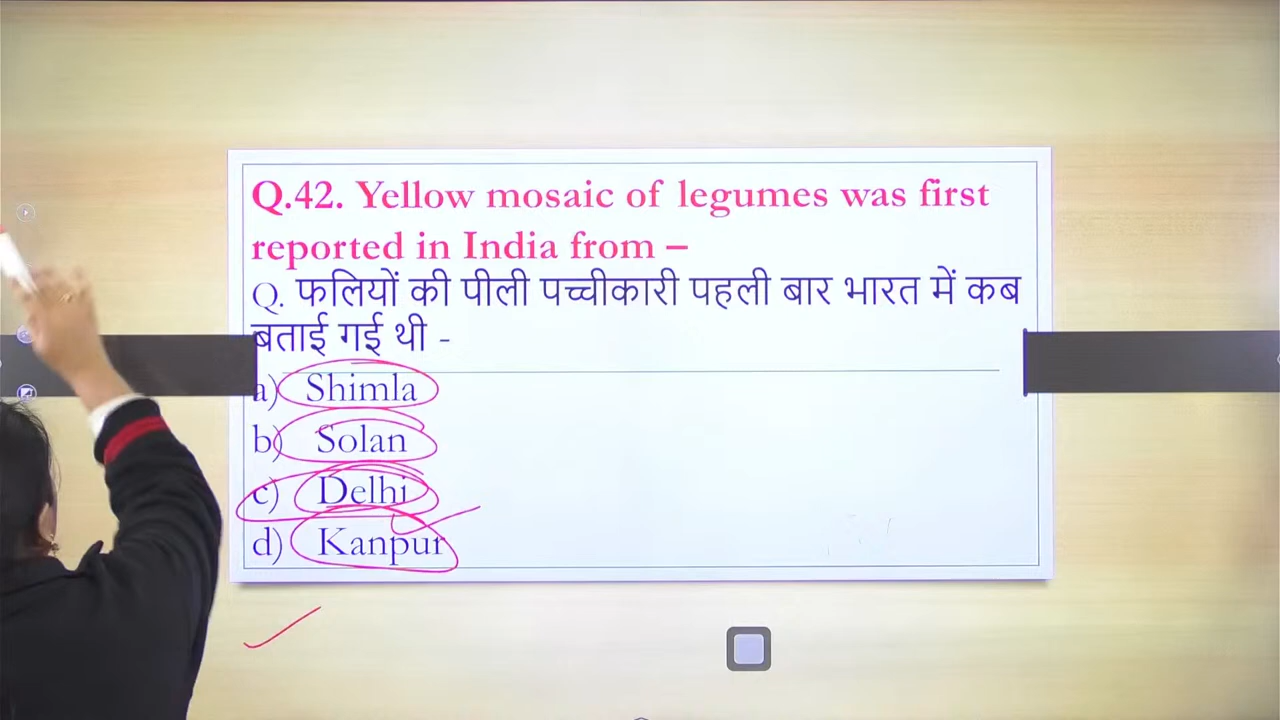 Q.42. Yellow mosaic of legumes was first
reported in India from –
Q. फलियों की पीली पच्चीकारी पहली बार भारत में कब
बताई गई थी -
a) Shimla
b) Solan
c) Delhi
d) Kanpur